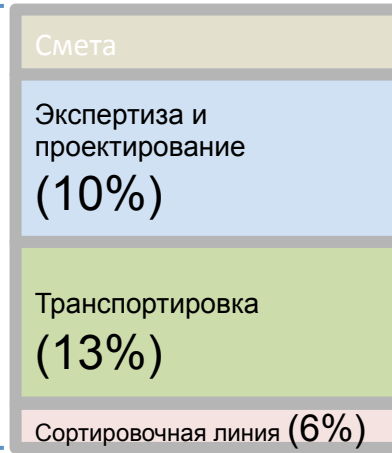 Смета
Экспертиза и
проектирование
(10%)
Транспортировка
(13%)
Сортировочная линия (6%)